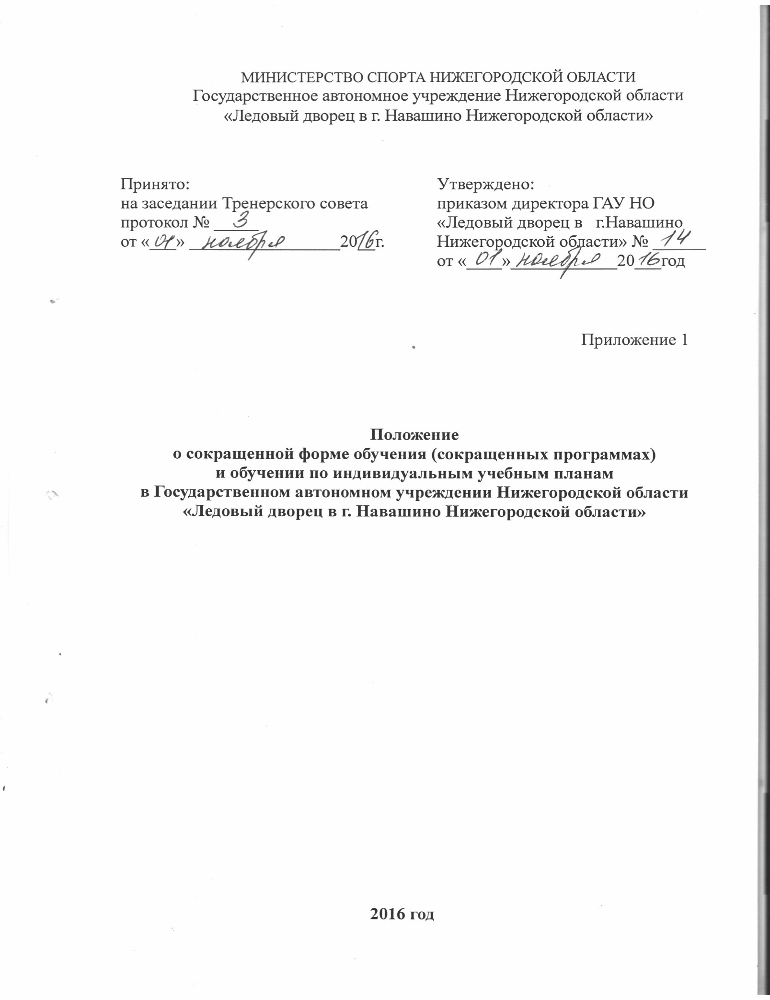 МИНИСТЕРСТВО СПОРТА НИЖЕГОРОДСКОЙ ОБЛАСТИ
Государственное автономное учреждение Нижегородской области
«Ледовый дворец в г. Навашино Нижегородской области»
Принято:
на заседании Тренерского совета
протокол № 3
от «01» ноября 2016г.
Утверждено:
приказом директора ГАУ НО
«Ледовый дворец в г.Навашино
Нижегородской области» № 14
от «01» ноября 2016год
Приложение 1
Положение
о сокращенной форме обучения (сокращенных программах)
и обучении по индивидуальным учебным планам
в Государственном автономном учреждении Нижегородской области
«Ледовый дворец в г. Навашино Нижегородской области»
2016 год